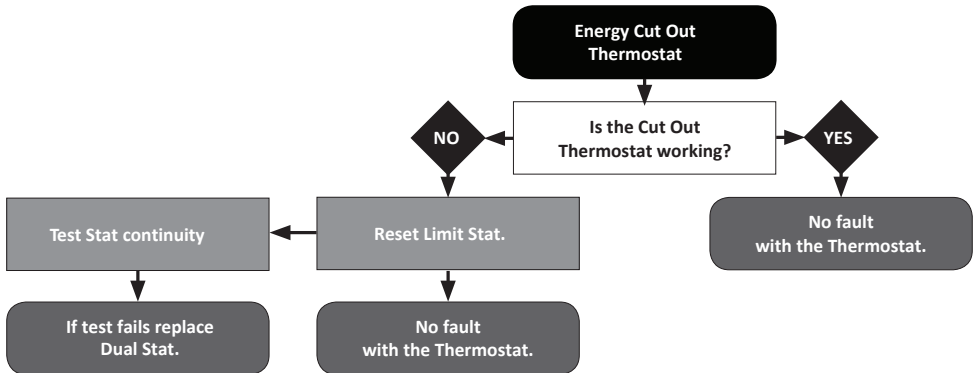 Energy Cut Out
Thermostat
Is the Cut Out
Thermostat working?
NO
YES
Test Stat continuity
Reset Limit Stat.
No fault
with the Thermostat.
If test fails replace
Dual Stat.
No fault
with the Thermostat.